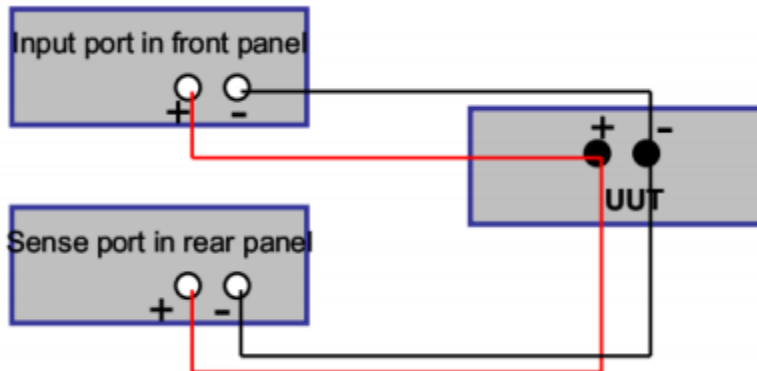 Input port in front panel
+ -
+ -
UUT
Sense port in rear panel
+ -